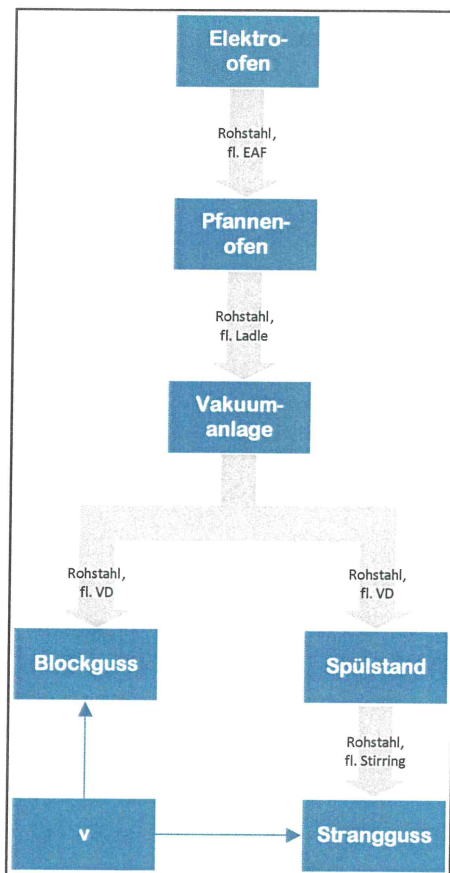 Elektro-
ofen
Rohstahl,
fl. EAF
Pfannen-
ofen
Rohstahl,
fl. Ladle
Vakuum-
anlage
Rohstahl,
fl. VD
Rohstahl,
fl. VD
Blockguss
Spülstand
Rohstahl,
fl. Stirring
v
Strangguss